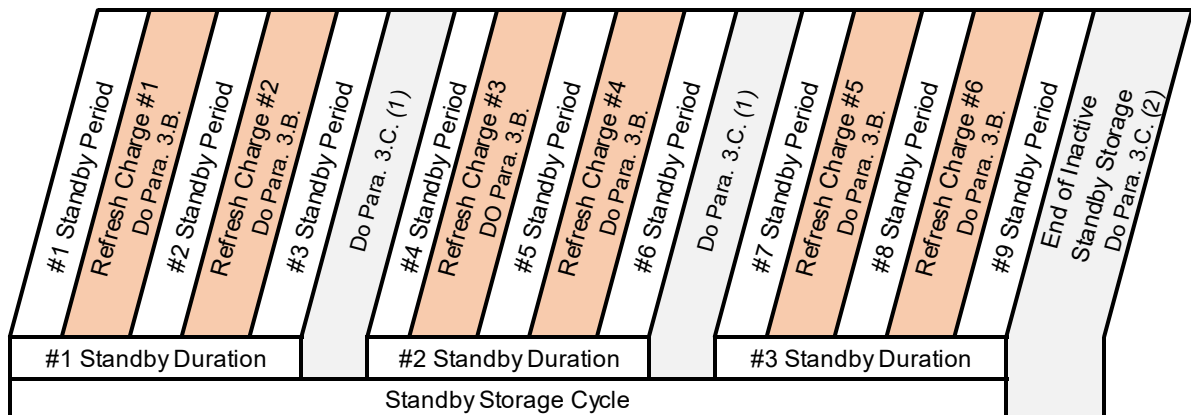 #1 Standby Period
Refresh Charge #1
Do Para. 3.B.
#2 Standby Period
Refresh Charge #2
Do Para. 3.B.
#3 Standby Period
Do Para. 3.C. (1)
#4 Standby Period
Refresh Charge #3
DO Para. 3.B.
#5 Standby Period
Refresh Charge #4
Do Para. 3.B.
#6 Standby Period
Do Para. 3.C. (1)
#7 Standby Period
Refresh Charge #5
Do Para. 3.B.
#8 Standby Period
Refresh Charge #6
Do Para. 3.B.
#9 Standby Period
End of Inactive
Standby Storage
Do Para. 3.C. (2)
#1 Standby Duration
#2 Standby Duration
#3 Standby Duration
Standby Storage Cycle